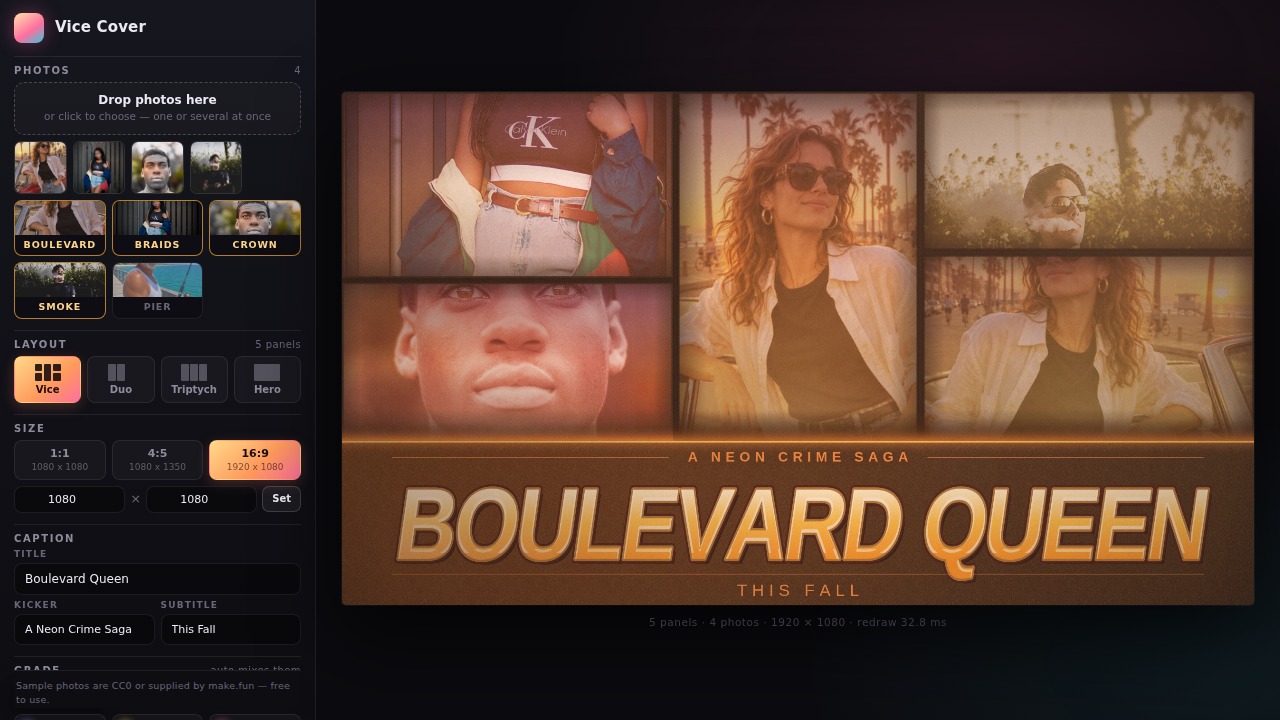 Vice Cover
PHOTOS 4
Drop photos here
or click to choose — one or several at once
BOULEVARD BRAIDS CROWN
SMOKE PIER
LAYOUT 5 panels
Vice Duo Triptych Hero
SIZE
1:1 4:5 16:9
1080 x 1080 1080 x 1350 1920 x 1080
1080 × 1080 Set
CAPTION
TITLE
Boulevard Queen
KICKER SUBTITLE
A Neon Crime Saga This Fall
GRADE auto mixes them
Sample photos are CC0 or supplied by make.fun — free
to use.
CK
Calvin Klein
A NEON CRIME SAGA
BOULEVARD QUEEN
THIS FALL
5 panels · 4 photos · 1920 × 1080 · redraw 32.8 ms